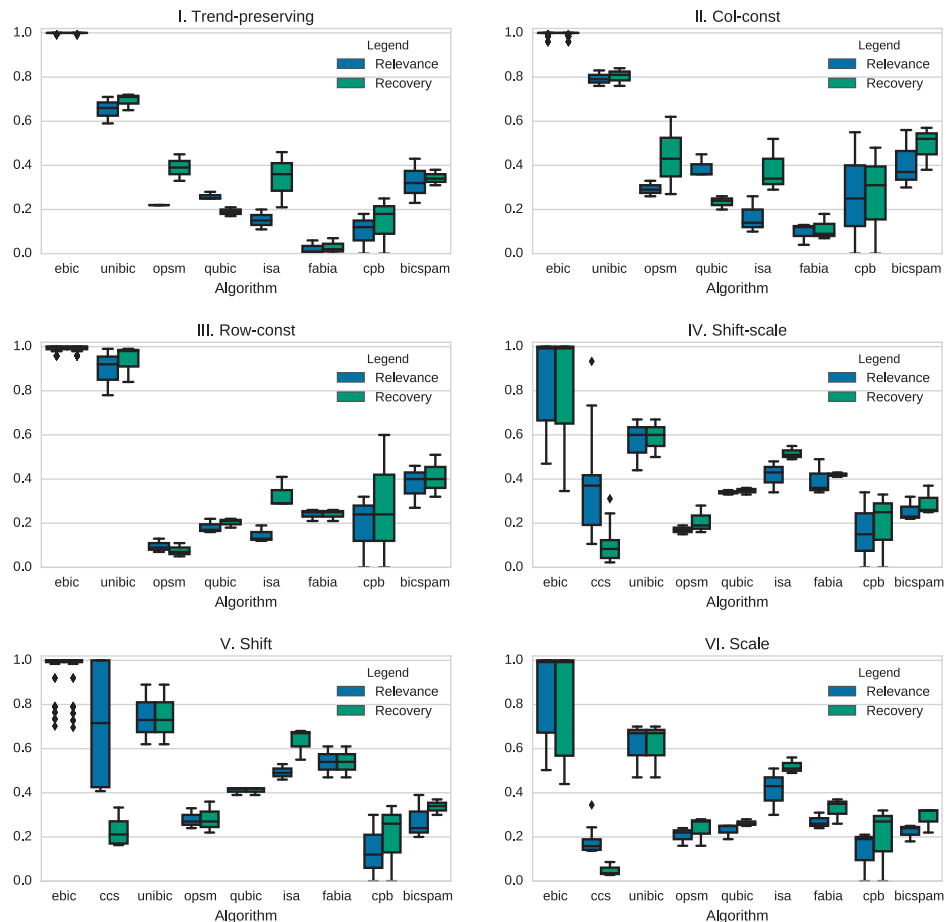 I. Trend-preserving
1.0
0.8
0.6
0.4
0.2
0.0
Legend
Relevance
Recovery
ebic unibic opsm qubic isa fabia cpb bicspam
Algorithm
II. Col-const
1.0
0.8
0.6
0.4
0.2
0.0
Legend
Relevance
Recovery
ebic unibic opsm qubic isa fabia cpb bicspam
Algorithm
III. Row-const
1.0
0.8
0.6
0.4
0.2
0.0
Legend
Relevance
Recovery
ebic unibic opsm qubic isa fabia cpb bicspam
Algorithm
IV. Shift-scale
1.0
0.8
0.6
0.4
0.2
0.0
Legend
Relevance
Recovery
ebic ccs unibic opsm qubic isa fabia cpb bicspam
Algorithm
V. Shift
1.0
0.8
0.6
0.4
0.2
0.0
Legend
Relevance
Recovery
ebic ccs unibic opsm qubic isa fabia cpb bicspam
Algorithm
VI. Scale
1.0
0.8
0.6
0.4
0.2
0.0
Legend
Relevance
Recovery
ebic ccs unibic opsm qubic isa fabia cpb bicspam
Algorithm